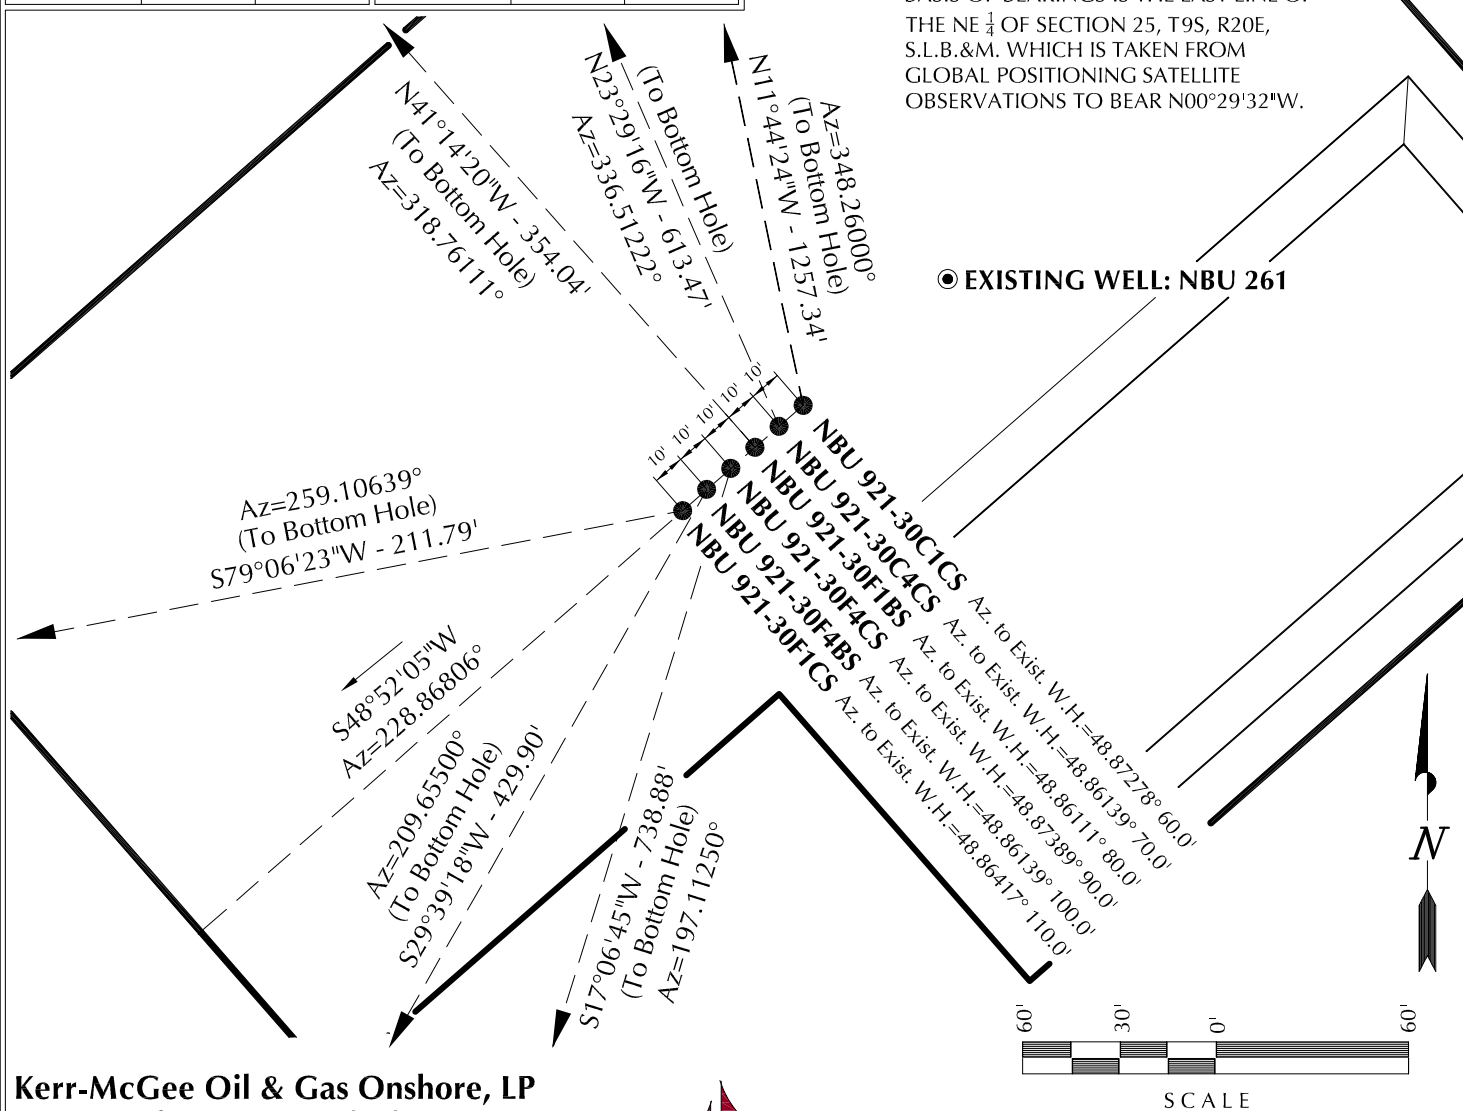 BASIS OF BEARINGS IS THE EAST LINE OF
THE NE 1/4 OF SECTION 25, T9S, R20E,
S.L.B.&M. WHICH IS TAKEN FROM
GLOBAL POSITIONING SATELLITE
OBSERVATIONS TO BEAR N00°29'32"W.
N41°14'20"W - 354.04'
(To Bottom Hole)
Az=318.76111°
(To Bottom Hole)
N23°29'16"W - 613.47'
Az=336.51222°
Az=348.26000°
(To Bottom Hole)
N11°44'24"W - 1257.34'
EXISTING WELL: NBU 261
10'
10'
10'
10'
10'
Az=259.10639°
(To Bottom Hole)
S79°06'23"W - 211.79'
NBU 921-30C1CS Az. to Exist. W.H.=48.87278° 60.0'
NBU 921-30C4CS Az. to Exist. W.H.=48.86139° 70.0'
NBU 921-30F1BS Az. to Exist. W.H.=48.86111° 80.0'
NBU 921-30F4CS Az. to Exist. W.H.=48.87389° 90.0'
NBU 921-30F4BS Az. to Exist. W.H.=48.86139° 100.0'
NBU 921-30F1CS Az. to Exist. W.H.=48.86417° 110.0'
S48°52'05"W
Az=228.86806°
Az=209.65500°
(To Bottom Hole)
S29°39'18"W - 429.90'
S17°06'45"W - 738.88'
(To Bottom Hole)
Az=197.11250°
N
60'
30'
0'
60'
SCALE
Kerr-McGee Oil & Gas Onshore, LP